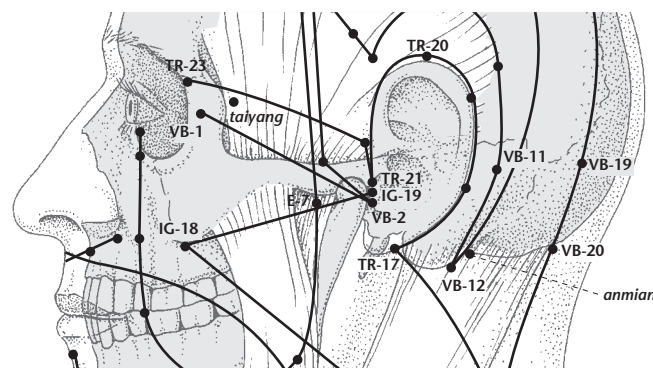 TR-20
TR-23
taiyang
VB-1
VB-11
VB-19
TR-21
IG-19
E-7
VB-2
IG-18
TR-17
VB-20
VB-12
anmian